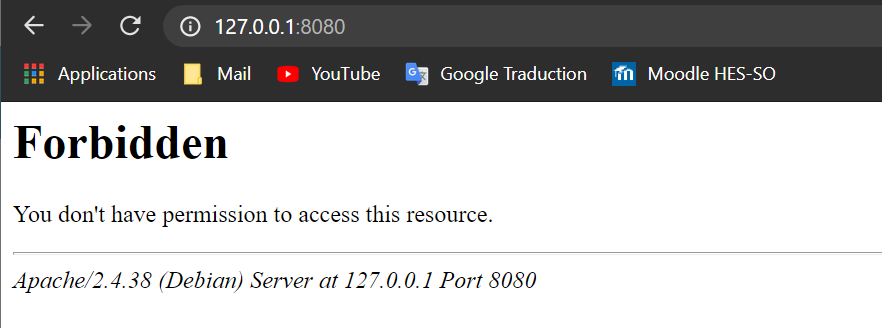 127.0.0.1:8080
Applications Mail YouTube Google Traduction Moodle HES-SO
Forbidden
You don't have permission to access this resource.
Apache/2.4.38 (Debian) Server at 127.0.0.1 Port 8080